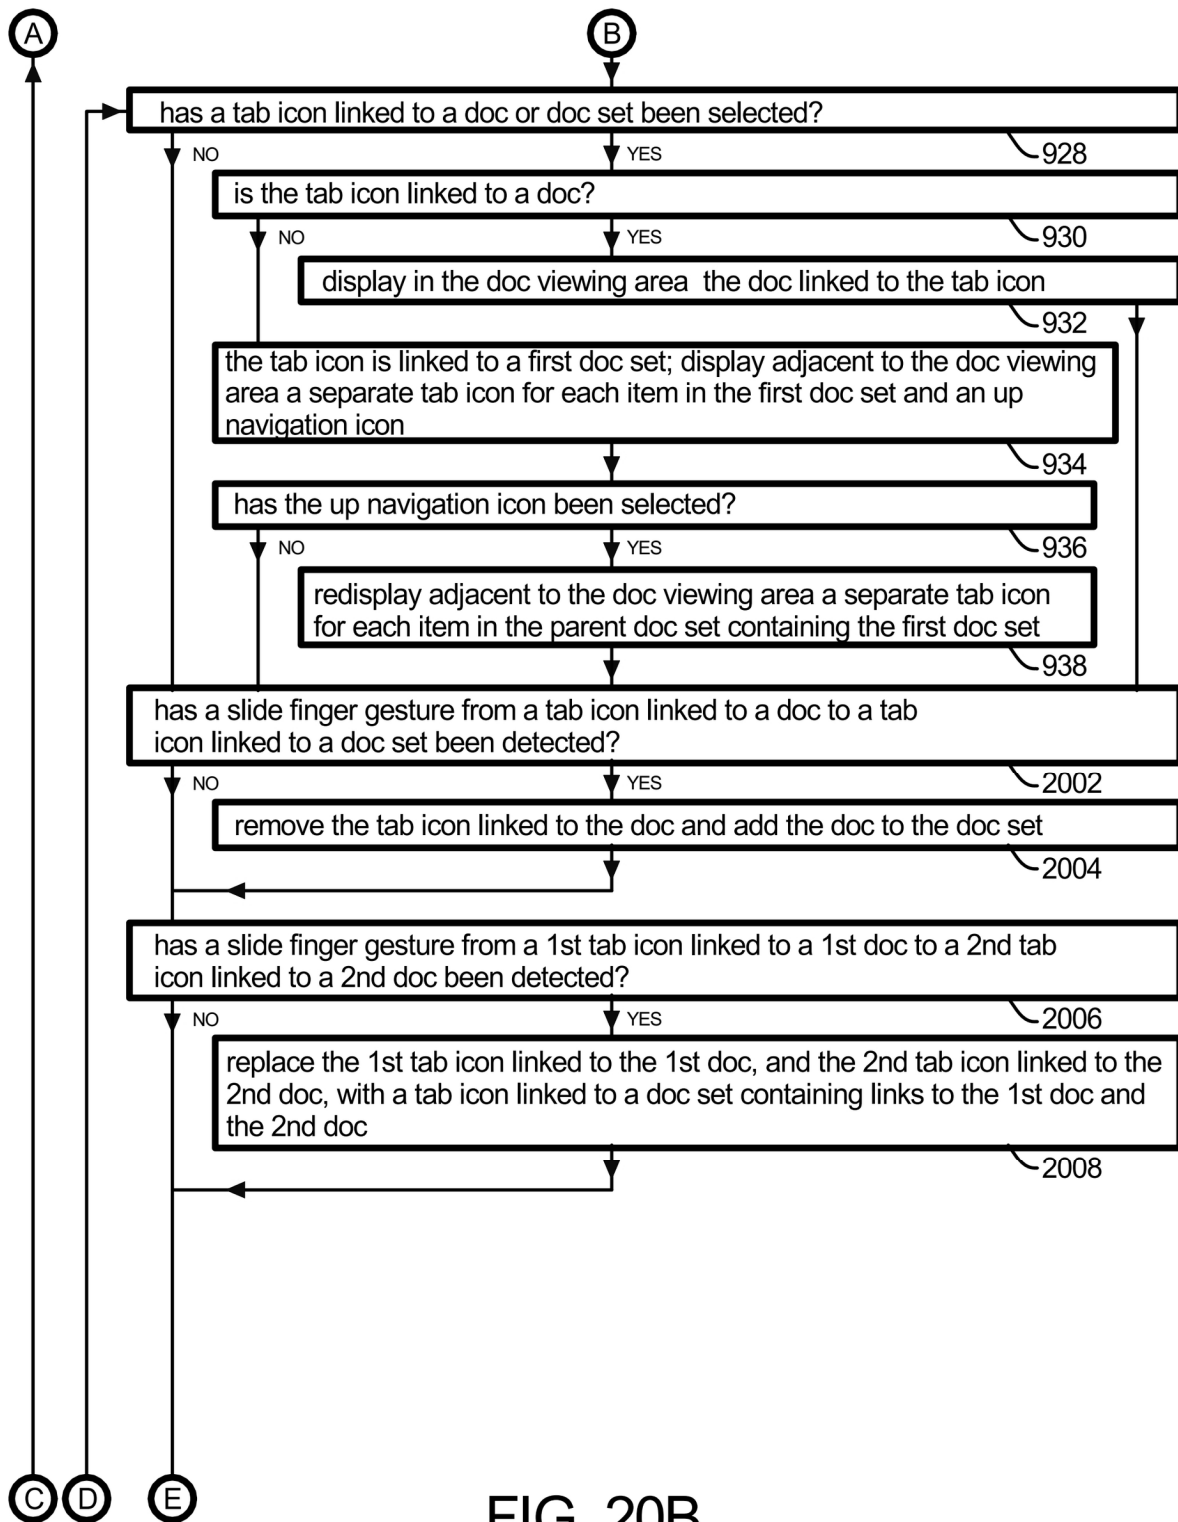 A
B
has a tab icon linked to a doc or doc set been selected?
928
NO
YES
is the tab icon linked to a doc?
930
NO
YES
display in the doc viewing area the doc linked to the tab icon
932
the tab icon is linked to a first doc set; display adjacent to the doc viewing
area a separate tab icon for each item in the first doc set and an up
navigation icon
934
has the up navigation icon been selected?
936
NO
YES
redisplay adjacent to the doc viewing area a separate tab icon
for each item in the parent doc set containing the first doc set
938
has a slide finger gesture from a tab icon linked to a doc to a tab
icon linked to a doc set been detected?
2002
NO
YES
remove the tab icon linked to the doc and add the doc to the doc set
2004
has a slide finger gesture from a 1st tab icon linked to a 1st doc to a 2nd tab
icon linked to a 2nd doc been detected?
2006
NO
YES
replace the 1st tab icon linked to the 1st doc, and the 2nd tab icon linked to the
2nd doc, with a tab icon linked to a doc set containing links to the 1st doc and
the 2nd doc
2008
C
D
E
FIG. 20B